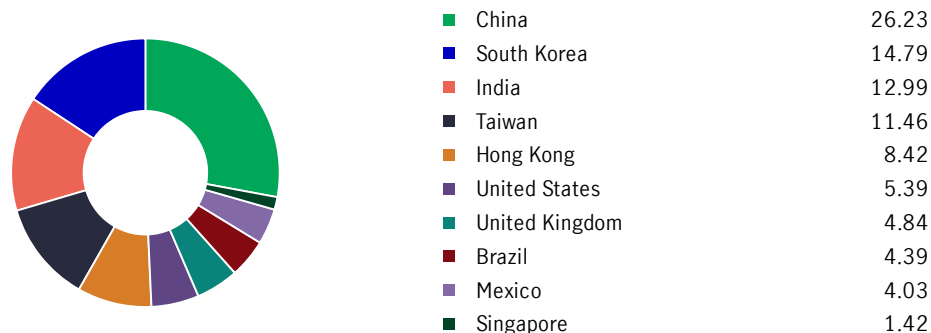 China 26.23
South Korea 14.79
India 12.99
Taiwan 11.46
Hong Kong 8.42
United States 5.39
United Kingdom 4.84
Brazil 4.39
Mexico 4.03
Singapore 1.42